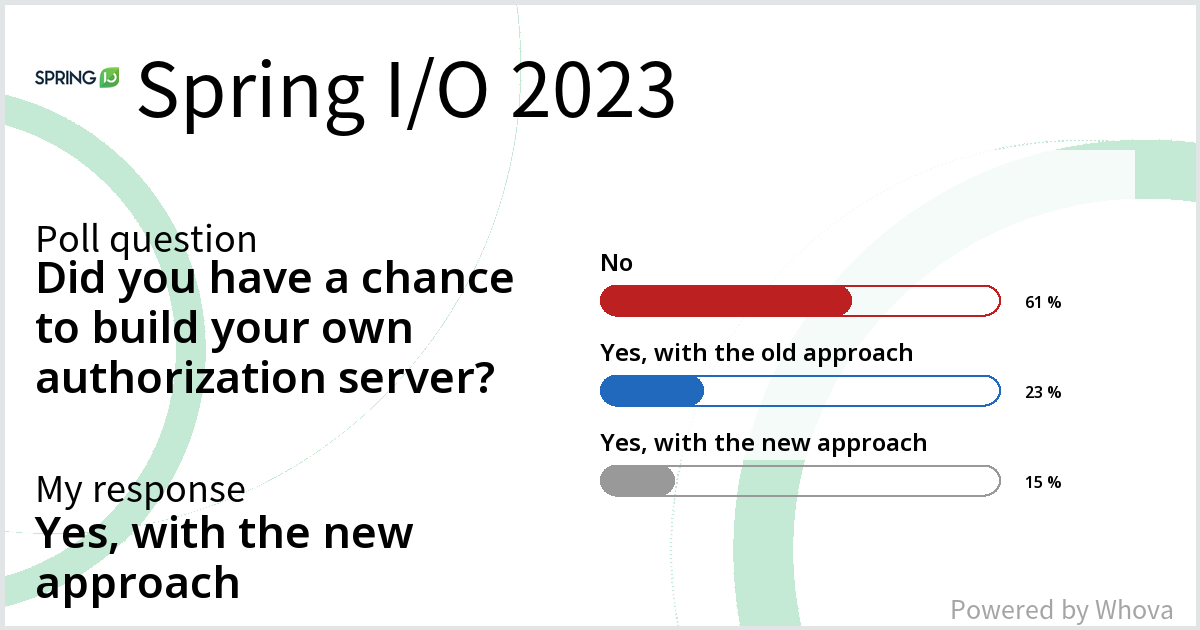 SPRING IO
Spring I/O 2023
Poll question
Did you have a chance
to build your own
authorization server?
My response
Yes, with the new
approach
No
61 %
Yes, with the old approach
23 %
Yes, with the new approach
15 %
Powered by Whova